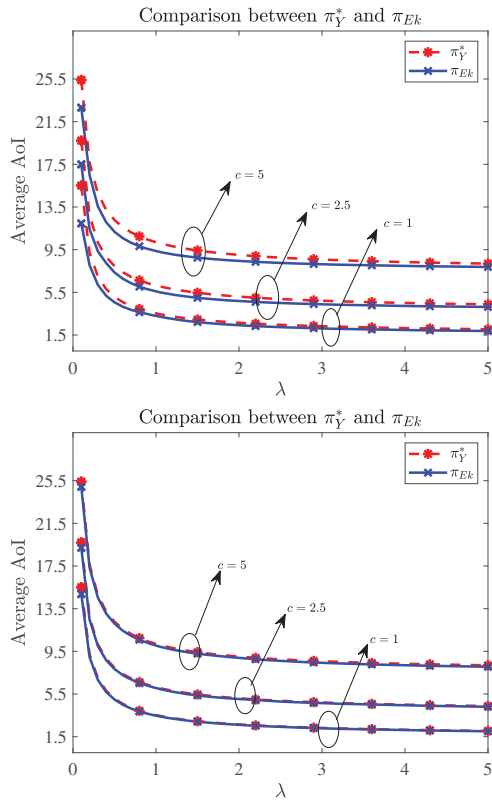 Comparison between π*_Y and π_Ek
π*_Y
π_Ek
Average AoI
25.5
21.5
17.5
13.5
9.5
5.5
1.5
c = 5
c = 2.5
c = 1
0 1 2 3 4 5
λ
Comparison between π*_Y and π_Ek
π*_Y
π_Ek
Average AoI
25.5
21.5
17.5
13.5
9.5
5.5
1.5
c = 5
c = 2.5
c = 1
0 1 2 3 4 5
λ